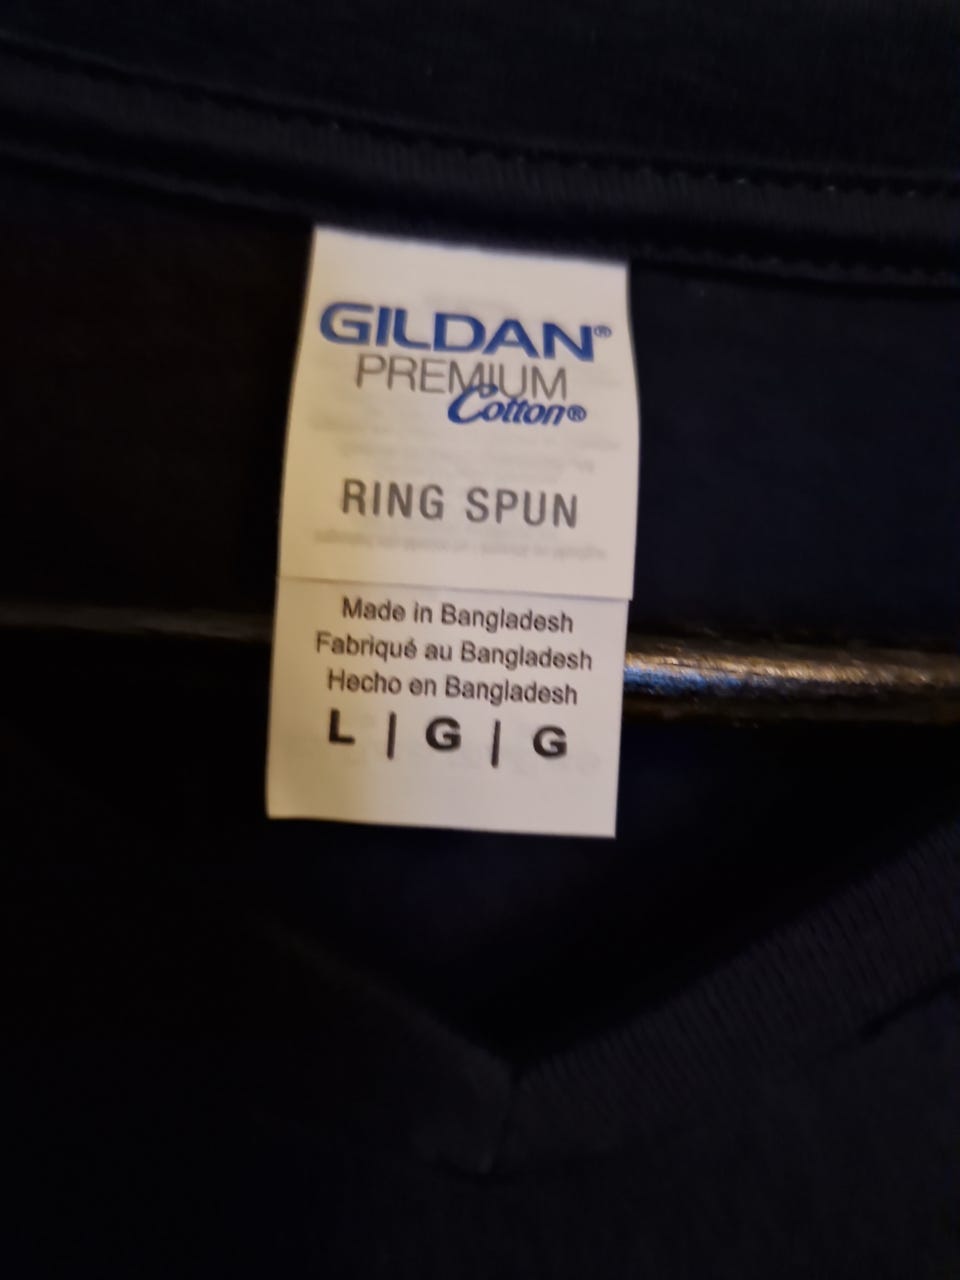 GILDAN®
PREMIUM
Cotton®
RING SPUN
Made in Bangladesh
Fabriqué au Bangladesh
Hecho en Bangladesh
L | G | G